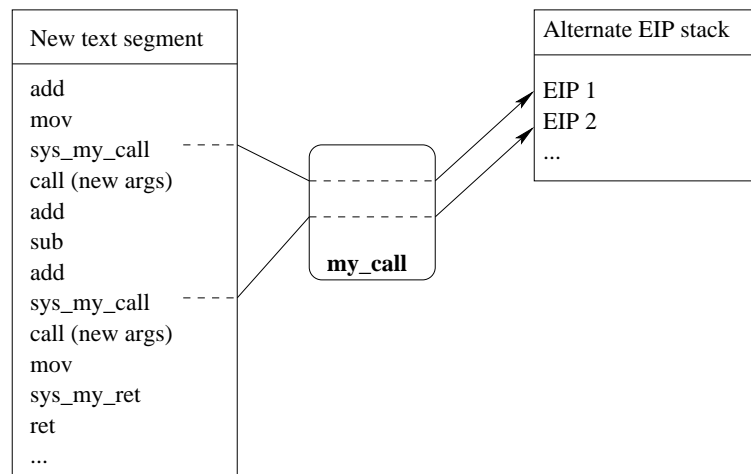 New text segment
add
mov
sys_my_call
call (new args)
add
sub
add
sys_my_call
call (new args)
mov
sys_my_ret
ret
...
my_call
Alternate EIP stack
EIP 1
EIP 2
...